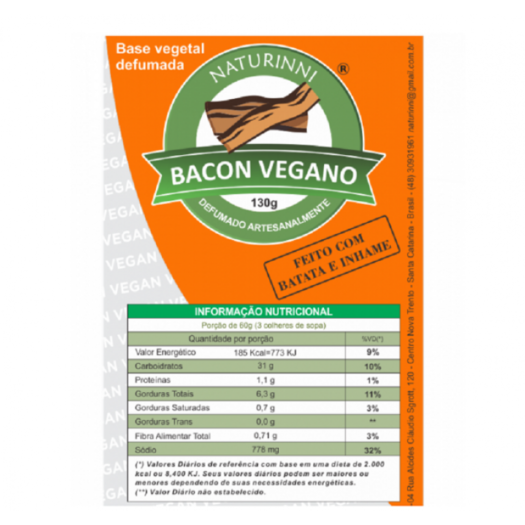 Base vegetal
defumada
NATURINNI
®
BACON VEGANO
130g
DEFUMADO ARTESANALMENTE
FEITO COM
BATATA E INHAME
INFORMAÇÃO NUTRICIONAL
Porção de 60g (3 colheres de sopa)
Quantidade por porção %VD(*)
Valor Energético 185 Kcal=773 KJ 9%
Carboidratos 31 g 10%
Proteínas 1,1 g 1%
Gorduras Totais 6,3 g 11%
Gorduras Saturadas 0,7 g 3%
Gorduras Trans 0,0 g **
Fibra Alimentar Total 0,71 g 3%
Sódio 778 mg 32%
(*) Valores Diários de referência com base em uma dieta de 2.000
kcal ou 8,400 KJ. Seus valores diários podem ser maiores ou
menores dependendo de suas necessidades energéticas.
(**) Valor Diário não estabelecido.
-04 Rua Alcides Cláudio Sgrott, 120 - Centro Nova Trento - Santa Catarina - Brasil - (48) 30931961 naturinni@gmail.com.br
VEGAN